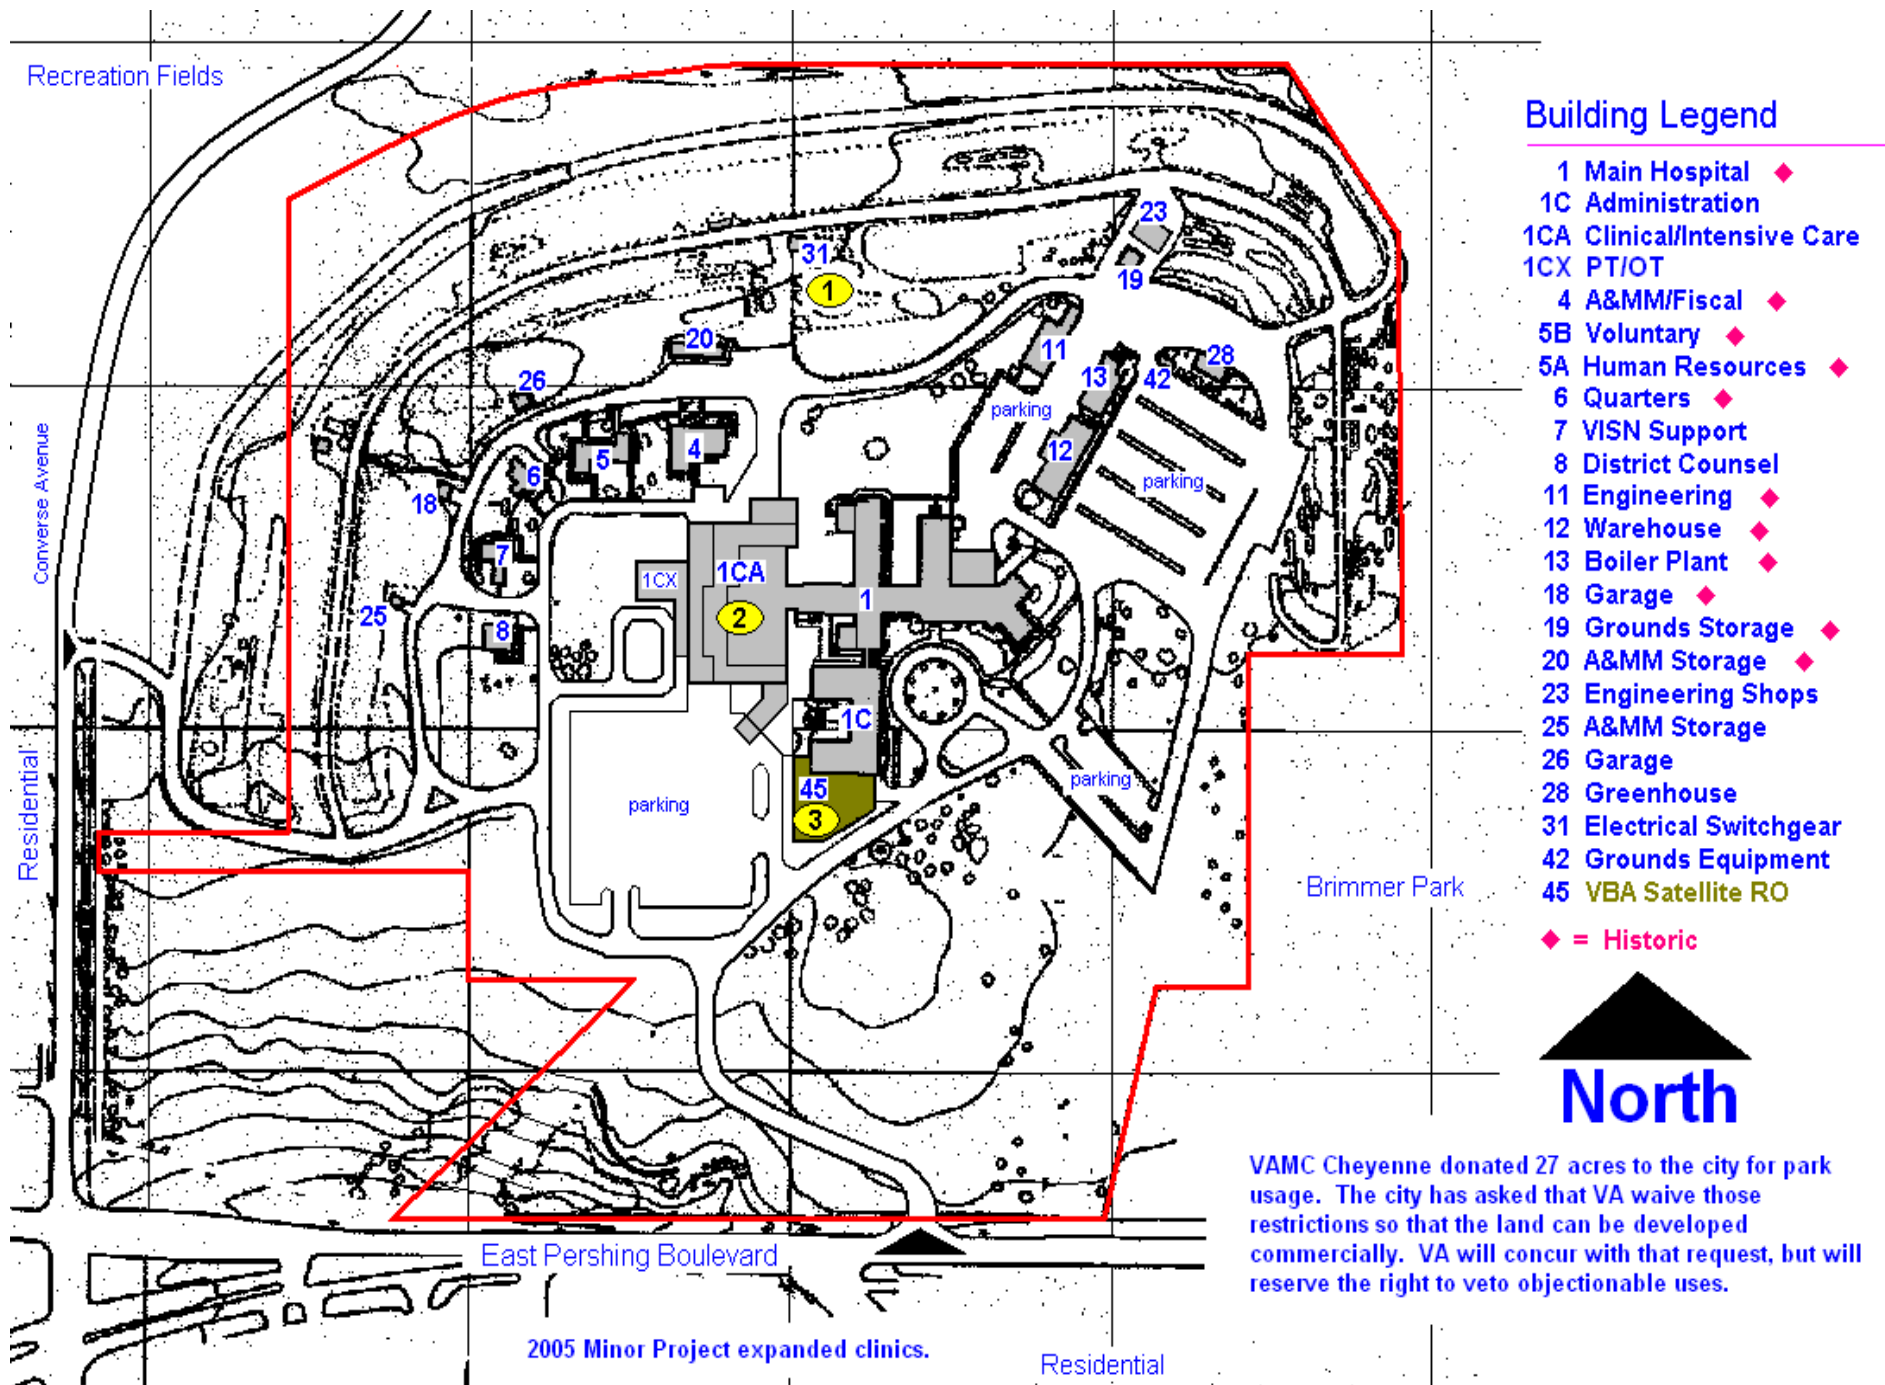 Recreation Fields
Building Legend
1 Main Hospital ♦
1C Administration
1CA Clinical/Intensive Care
1CX PT/OT
4 A&MM/Fiscal ♦
5B Voluntary ♦
5A Human Resources ♦
6 Quarters ♦
7 VISN Support
8 District Counsel
11 Engineering ♦
12 Warehouse ♦
13 Boiler Plant ♦
18 Garage ♦
19 Grounds Storage ♦
20 A&MM Storage ♦
23 Engineering Shops
25 A&MM Storage
26 Garage
28 Greenhouse
31 Electrical Switchgear
42 Grounds Equipment
45 VBA Satellite RO
♦ = Historic
North
23
31
19
1
20
11
28
13
42
26
parking
4
5
12
6
parking
18
Converse Avenue
7
1CA
1CX
1
2
25
8
1C
Residential
parking
45
parking
3
Brimmer Park
VAMC Cheyenne donated 27 acres to the city for park
usage. The city has asked that VA waive those
restrictions so that the land can be developed
commercially. VA will concur with that request, but will
reserve the right to veto objectionable uses.
East Pershing Boulevard
2005 Minor Project expanded clinics.
Residential